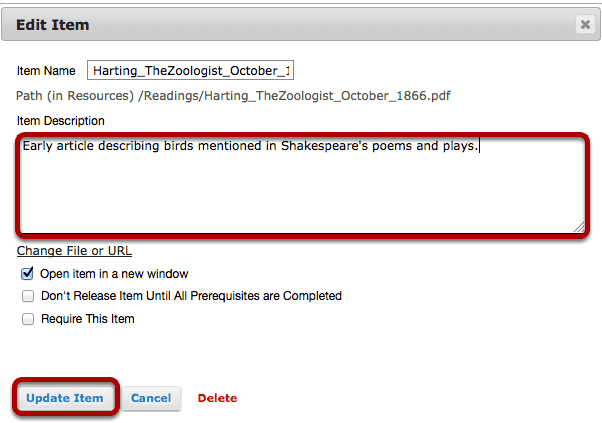 Edit Item
Item Name Harting_TheZoologist_October_1
Path (in Resources) /Readings/Harting_TheZoologist_October_1866.pdf
Item Description
Early article describing birds mentioned in Shakespeare's poems and plays.
Change File or URL
Open item in a new window
Don't Release Item Until All Prerequisites are Completed
Require This Item
Update Item Cancel Delete